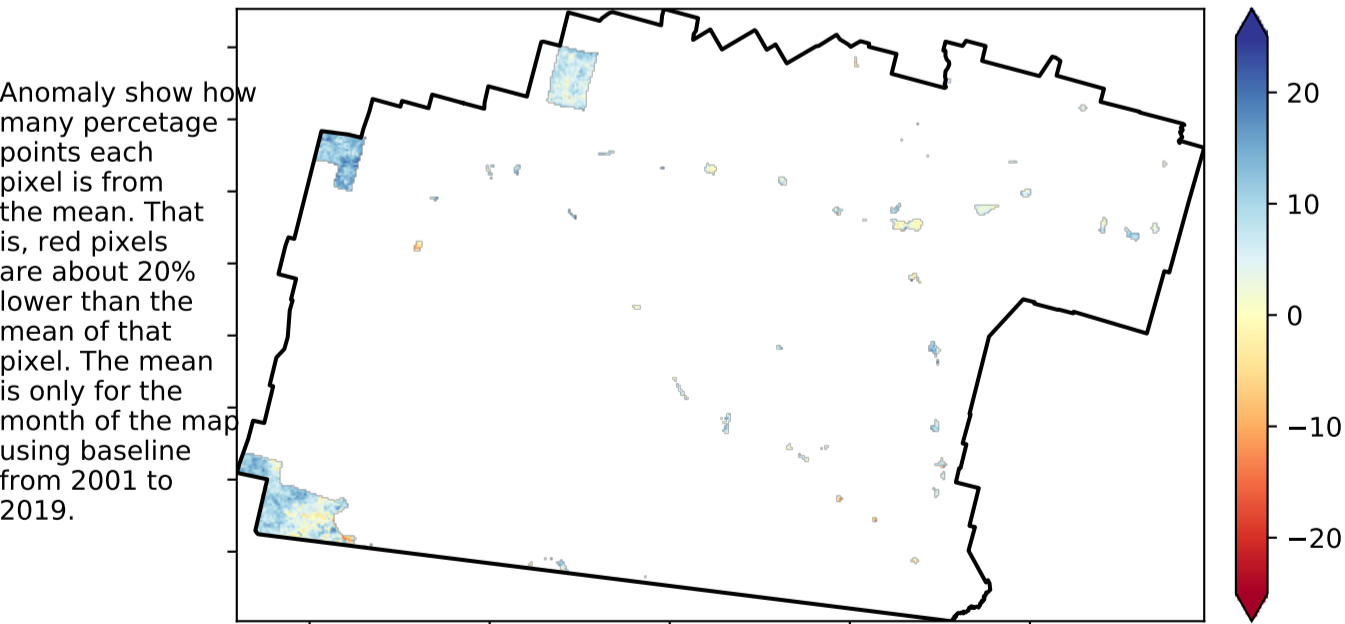 Anomaly show how
many percetage
points each
pixel is from
the mean. That
is, red pixels
are about 20%
lower than the
mean of that
pixel. The mean
is only for the
month of the map
using baseline
from 2001 to
2019.
20
10
0
−10
−20